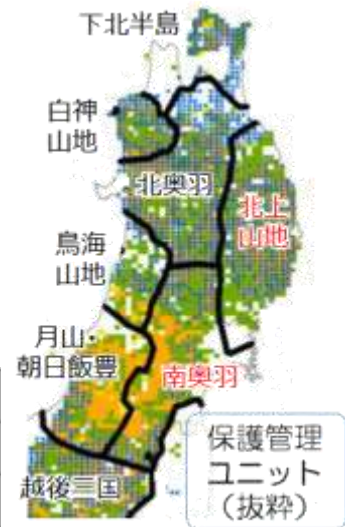 下北半島
白神
山地
北奥羽
北上
山地
鳥海
山地
月山・
朝日飯豊
南奥羽
越後三国
保護管理
ユニット
（抜粋）